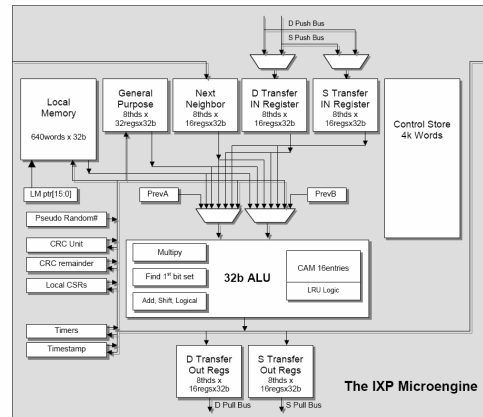 D Push Bus
S Push Bus
Local
Memory
640words x 32b
General
Purpose
8thds x
32regsx32b
Next
Neighbor
8thds x
16regsx32b
D Transfer
IN Register
8thds x
16regsx32b
S Transfer
IN Register
8thds x
16regsx32b
Control Store
4k Words
LM ptr[15:0]
PrevA
PrevB
Pseudo Random#
CRC Unit
CRC remainder
Local CSRs
Timers
Timestamp
Multipy
Find 1st bit set
Add, Shift, Logical
32b ALU
CAM 16entries
LRU Logic
D Transfer
Out Regs
8thds x
16regsx32b
S Transfer
Out Regs
8thds x
16regsx32b
D Pull Bus
S Pull Bus
The IXP Microengine